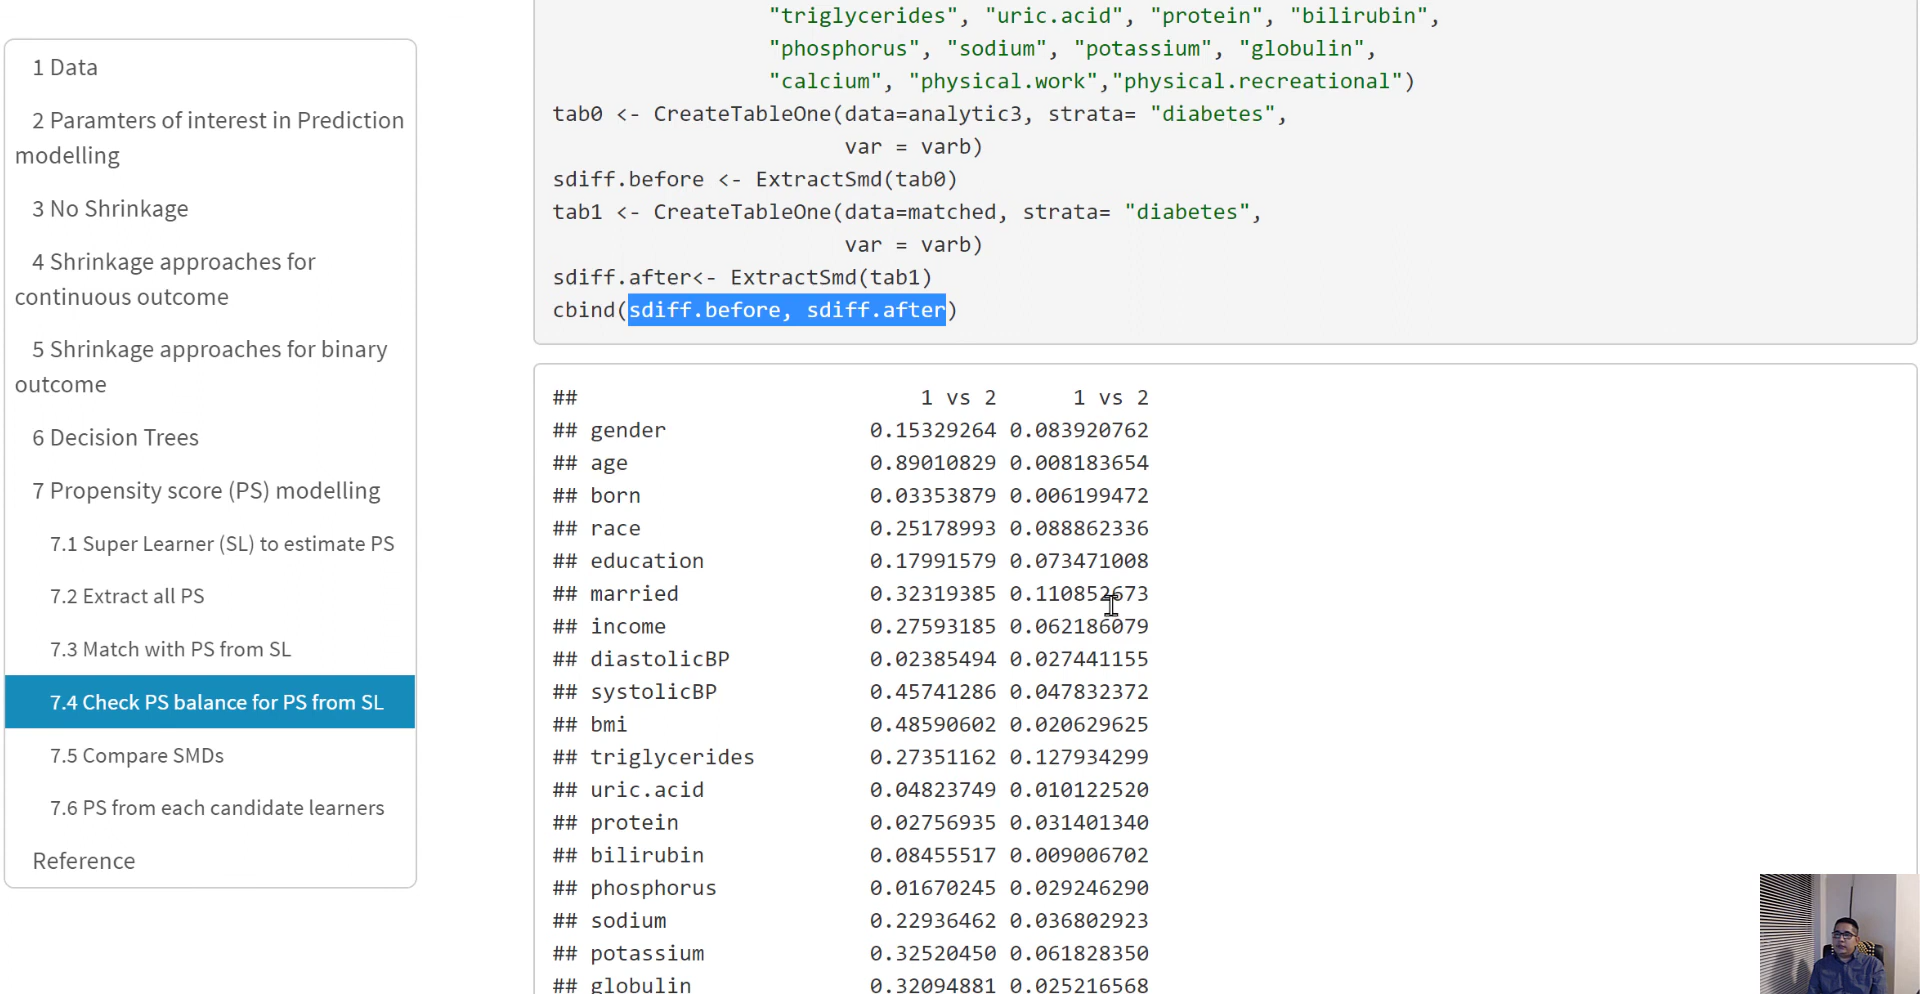 1 Data
2 Paramters of interest in Prediction
modelling
3 No Shrinkage
4 Shrinkage approaches for
continuous outcome
5 Shrinkage approaches for binary
outcome
6 Decision Trees
7 Propensity score (PS) modelling
7.1 Super Learner (SL) to estimate PS
7.2 Extract all PS
7.3 Match with PS from SL
7.4 Check PS balance for PS from SL
7.5 Compare SMDs
7.6 PS from each candidate learners
Reference
"triglycerides", "uric.acid", "protein", "bilirubin",
"phosphorus", "sodium", "potassium", "globulin",
"calcium", "physical.work","physical.recreational")
tab0 <- CreateTableOne(data=analytic3, strata= "diabetes",
var = varb)
sdiff.before <- ExtractSmd(tab0)
tab1 <- CreateTableOne(data=matched, strata= "diabetes",
var = varb)
sdiff.after<- ExtractSmd(tab1)
cbind(sdiff.before, sdiff.after)
## 1 vs 2 1 vs 2
## gender 0.15329264 0.083920762
## age 0.89010829 0.008183654
## born 0.03353879 0.006199472
## race 0.25178993 0.088862336
## education 0.17991579 0.073471008
## married 0.32319385 0.110852673
## income 0.27593185 0.062186079
## diastolicBP 0.02385494 0.027441155
## systolicBP 0.45741286 0.047832372
## bmi 0.48590602 0.020629625
## triglycerides 0.27351162 0.127934299
## uric.acid 0.04823749 0.010122520
## protein 0.02756935 0.031401340
## bilirubin 0.08455517 0.009006702
## phosphorus 0.01670245 0.029246290
## sodium 0.22936462 0.036802923
## potassium 0.32520450 0.061828350
## globulin 0.32094881 0.025216568